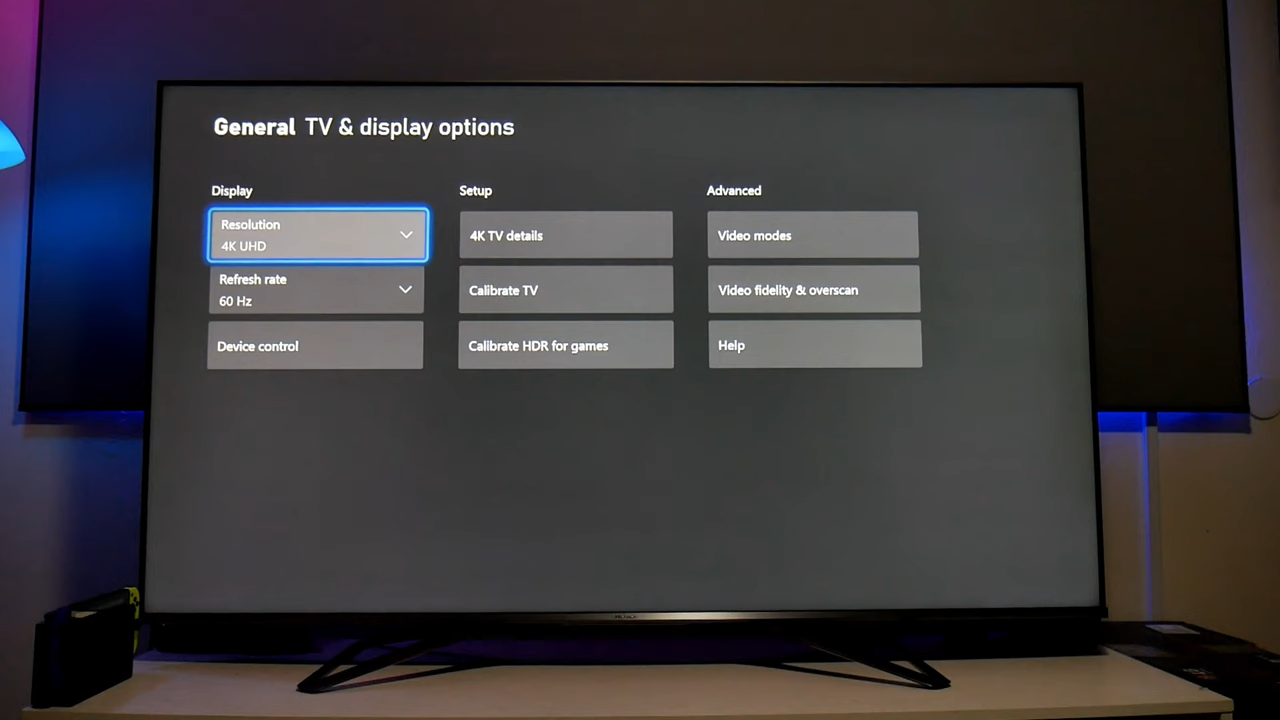 General TV & display options
Display
Resolution
4K UHD
Refresh rate
60 Hz
Device control
Setup
4K TV details
Calibrate TV
Calibrate HDR for games
Advanced
Video modes
Video fidelity & overscan
Help